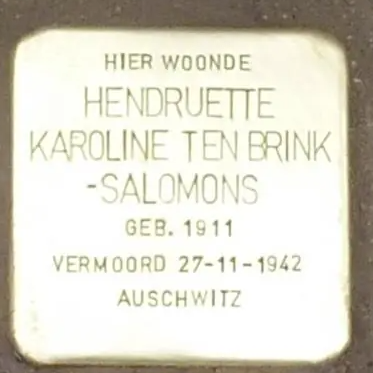 HIER WOONDE
HENDRUETTE
KAROLINE TEN BRINK
-SALOMONS
GEB. 1911
VERMOORD 27-11-1942
AUSCHWITZ